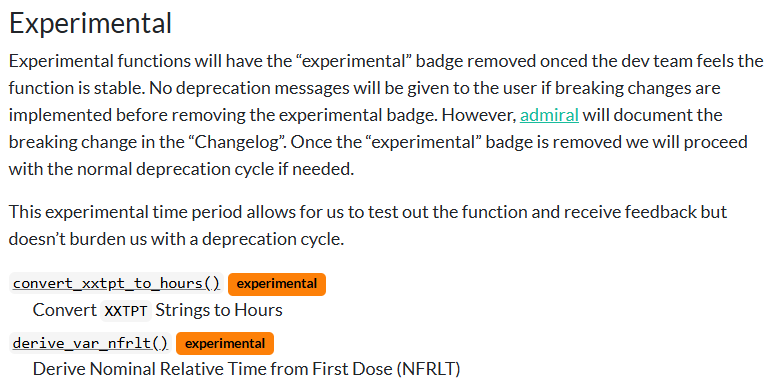 Experimental
Experimental functions will have the “experimental” badge removed onced the dev team feels the
function is stable. No deprecation messages will be given to the user if breaking changes are
implemented before removing the experimental badge. However, admiral will document the
breaking change in the “Changelog”. Once the “experimental” badge is removed we will proceed
with the normal deprecation cycle if needed.
This experimental time period allows for us to test out the function and receive feedback but
doesn’t burden us with a deprecation cycle.
convert_xxtpt_to_hours() experimental
Convert XXTPT Strings to Hours
derive_var_nfrlt() experimental
Derive Nominal Relative Time from First Dose (NFRLT)